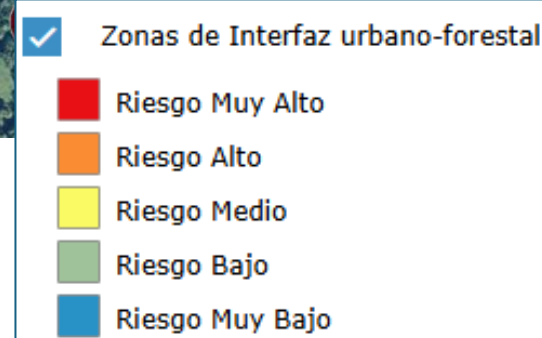 Zonas de Interfaz urbano-forestal
Riesgo Muy Alto
Riesgo Alto
Riesgo Medio
Riesgo Bajo
Riesgo Muy Bajo